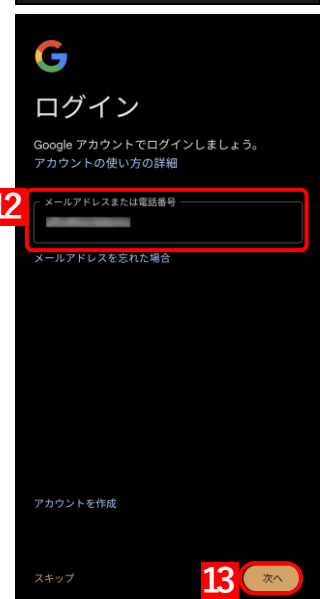 ログイン
Google アカウントでログインしましょう。
アカウントの使い方の詳細
12
メールアドレスまたは電話番号
メールアドレスを忘れた場合
アカウントを作成
スキップ
13
次へ